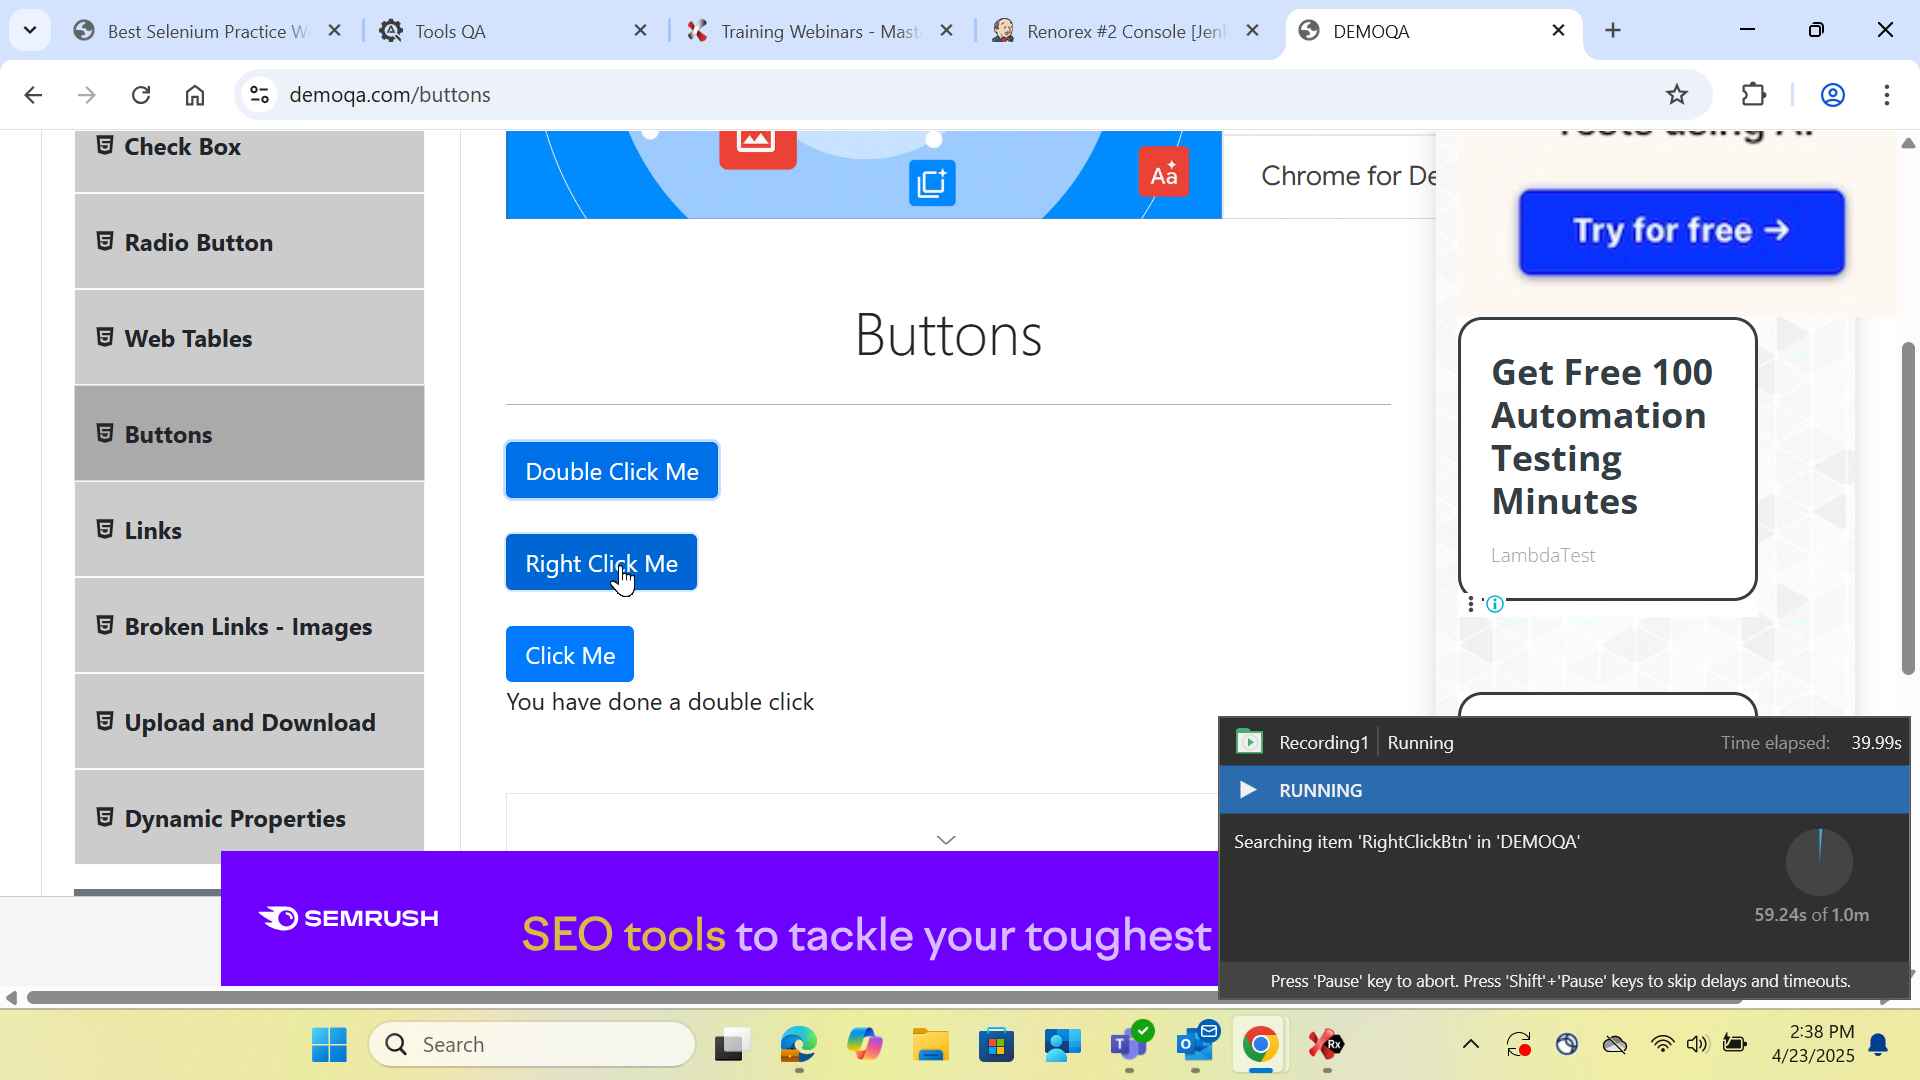 Best Selenium Practice W
Tools QA
Training Webinars - Mast
Renorex #2 Console [Jenk
DEMOQA
demoqa.com/buttons
Check Box
Radio Button
Web Tables
Buttons
Links
Broken Links - Images
Upload and Download
Dynamic Properties
Aa
Chrome for De
Buttons
Double Click Me
Right Click Me
Click Me
You have done a double click
Try for free →
Get Free 100
Automation
Testing
Minutes
LambdaTest
Recording1 Running
Time elapsed: 39.99s
RUNNING
Searching item 'RightClickBtn' in 'DEMOQA'
59.24s of 1.0m
Press 'Pause' key to abort. Press 'Shift'+'Pause' keys to skip delays and timeouts.
SEMRUSH
SEO tools to tackle your toughest
Search
Rx
2:38 PM
4/23/2025